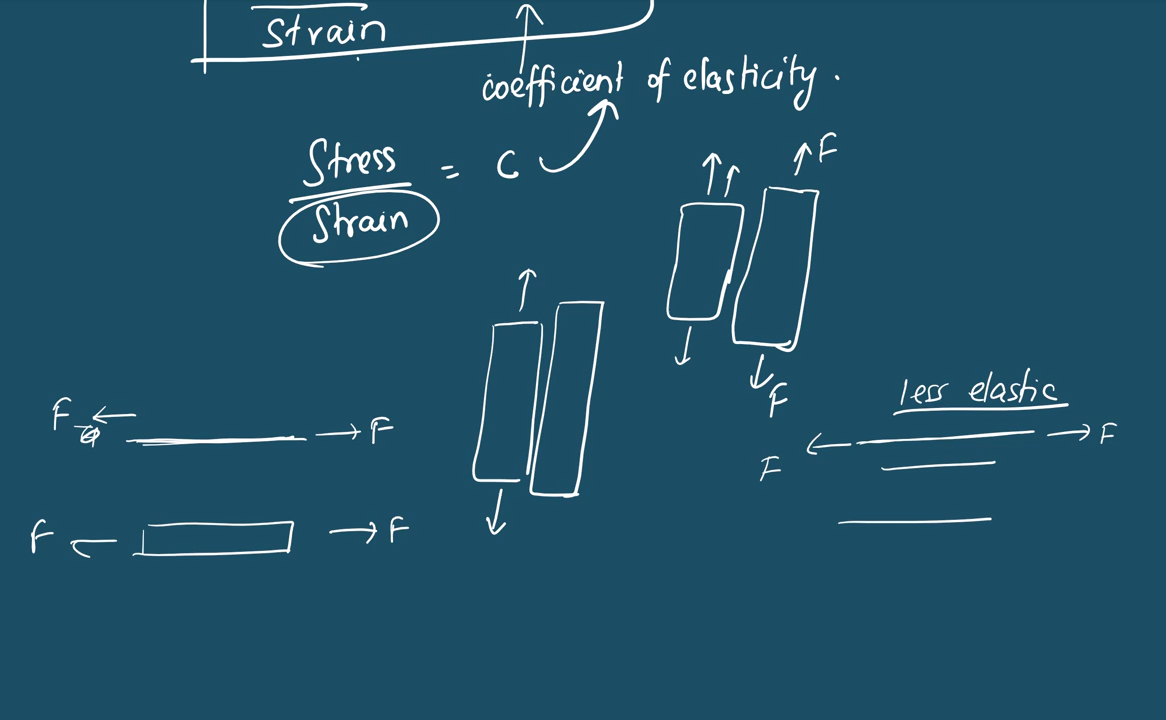 Strain
coefficient of elasticity.
Stress
= C
Strain
F
F
less elastic
F
F
F
F
F
F